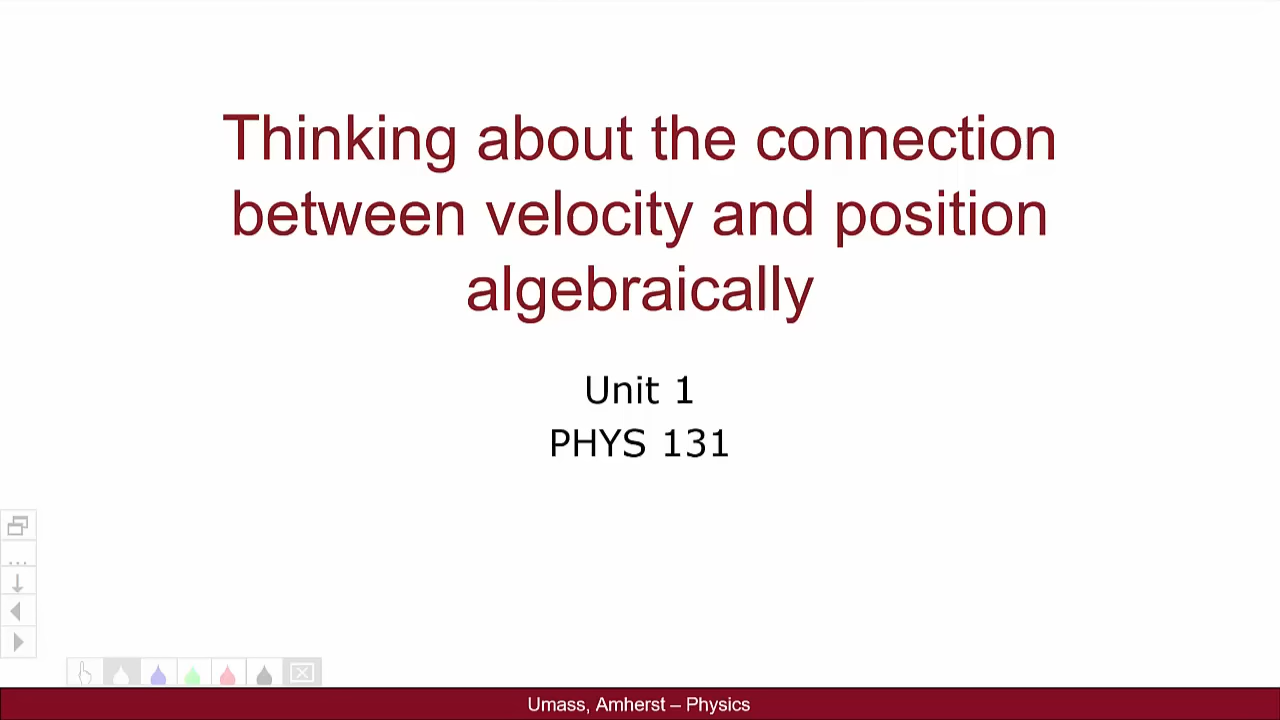 Thinking about the connection
between velocity and position
algebraically
Unit 1
PHYS 131
Umass, Amherst – Physics